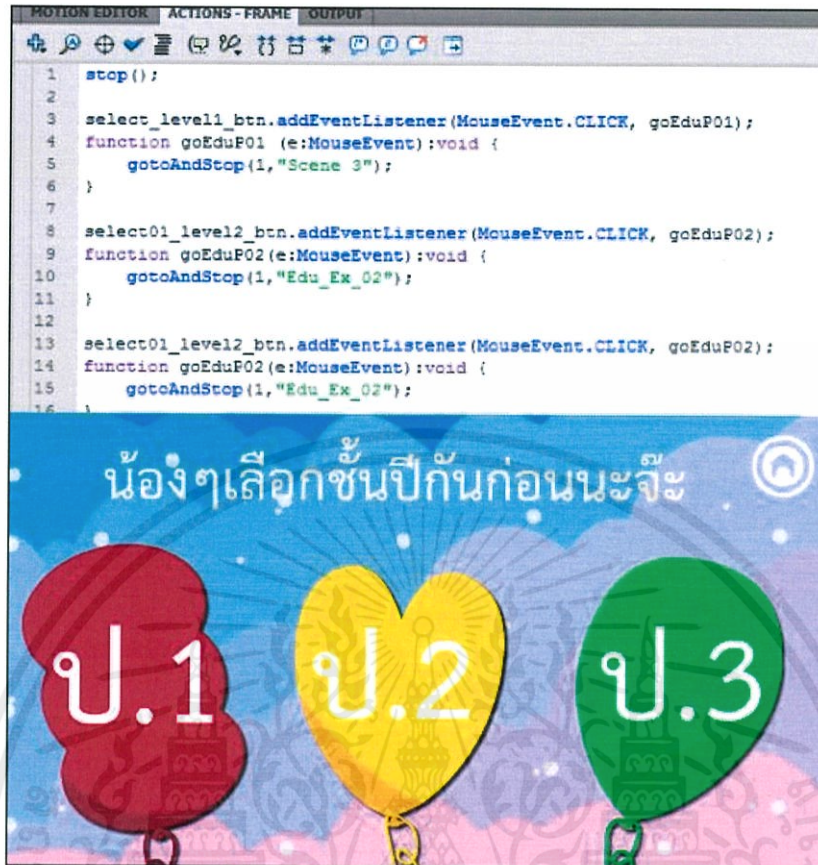 MOTION EDITOR ACTIONS - FRAME OUTPUT
1 stop();
2
3 select_level1_btn.addEventListener(MouseEvent.CLICK, goEduP01);
4 function goEduP01 (e:MouseEvent):void {
5 gotoAndStop(1,"Scene 3");
6 }
7
8 select01_level2_btn.addEventListener(MouseEvent.CLICK, goEduP02);
9 function goEduP02(e:MouseEvent):void {
10 gotoAndStop(1,"Edu_Ex_02");
11 }
12
13 select01_level2_btn.addEventListener(MouseEvent.CLICK, goEduP02);
14 function goEduP02(e:MouseEvent):void {
15 gotoAndStop(1,"Edu_Ex_02");
16 }
น้องๆเลือกชั้นปีกันก่อนนะจ๊ะ
ป.1 ป.2 ป.3